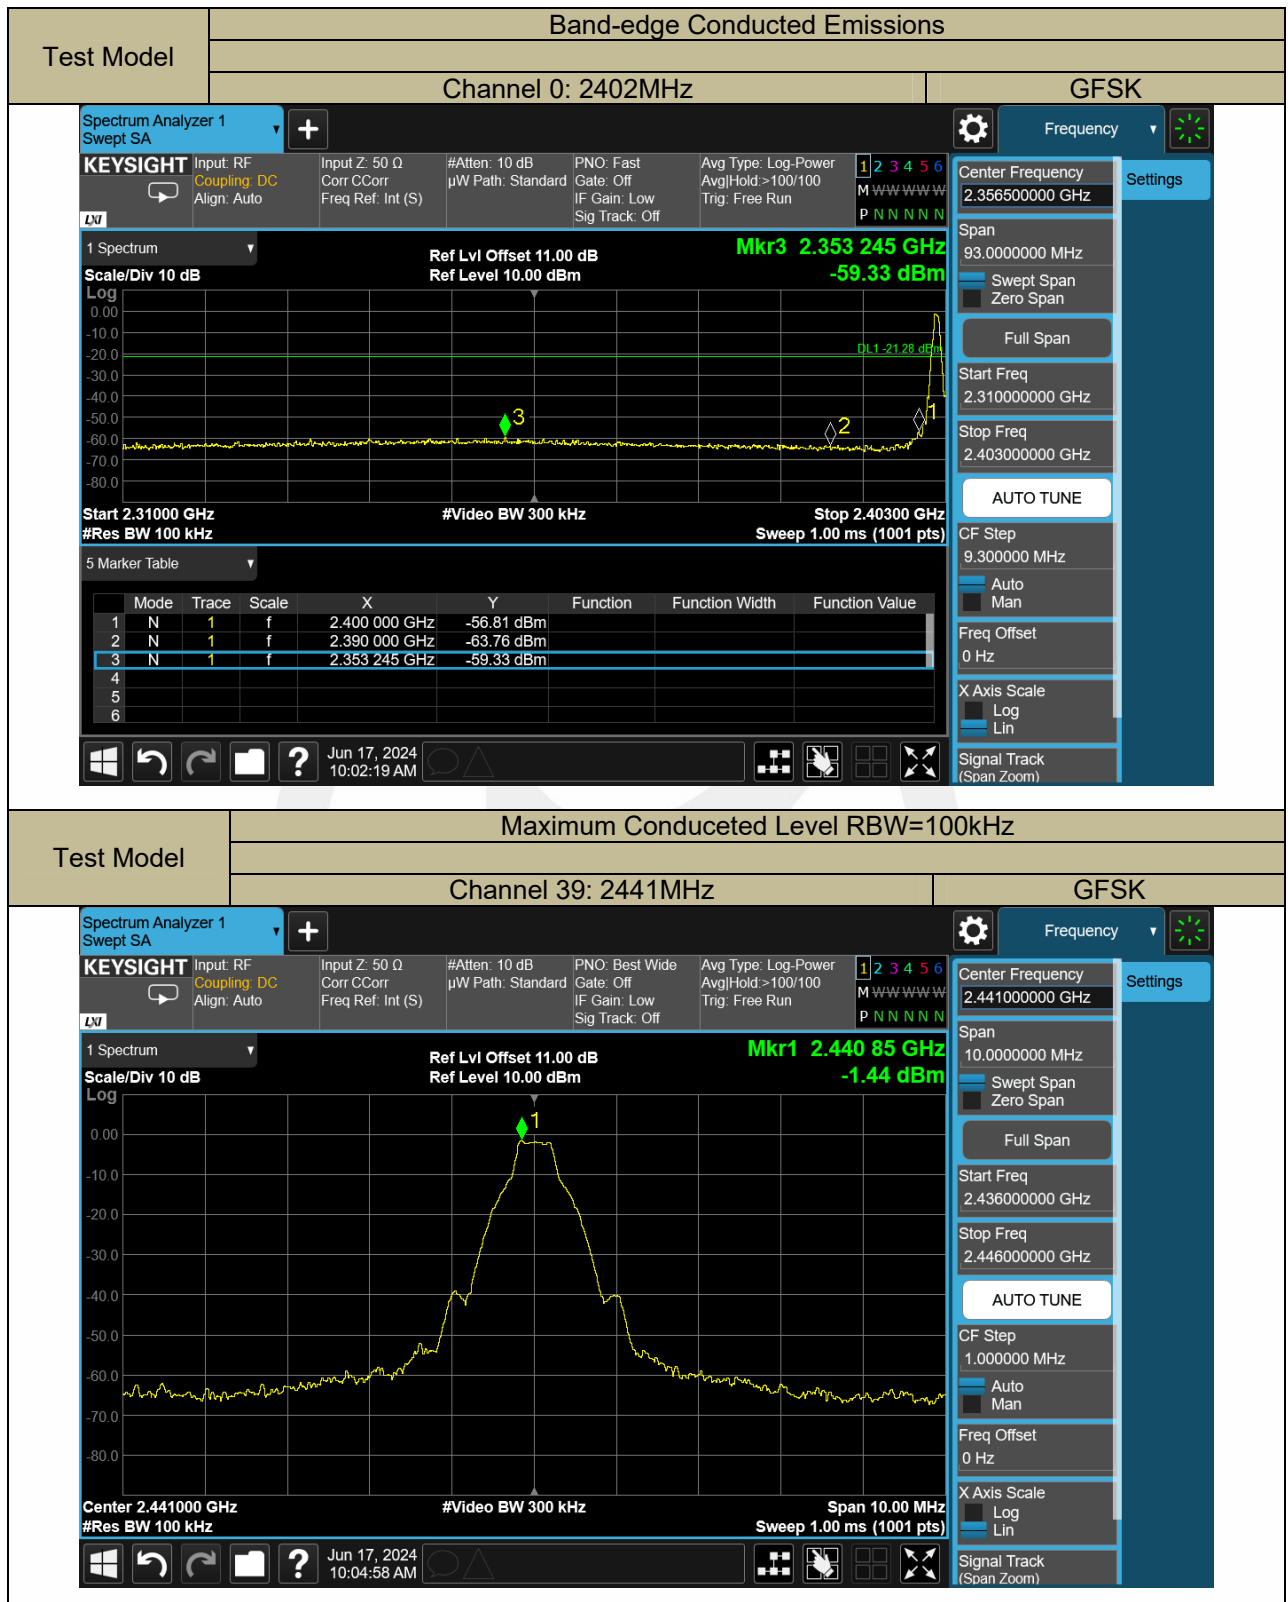 Test Model
Band-edge Conducted Emissions
Channel 0: 2402MHz
GFSK
Spectrum Analyzer 1
Swept SA
Frequency
KEYSIGHT
LXI
Input: RF
Coupling: DC
Align: Auto
Input Z: 50 Ω
Corr CCorr
Freq Ref: Int (S)
#Atten: 10 dB
µW Path: Standard
PNO: Fast
Gate: Off
IF Gain: Low
Sig Track: Off
Avg Type: Log-Power
Avg|Hold:>100/100
Trig: Free Run
1 2 3 4 5 6
M W W W W W
P N N N N N
Center Frequency
2.356500000 GHz
Settings
Span
93.0000000 MHz
Swept Span
Zero Span
Full Span
Start Freq
2.310000000 GHz
Stop Freq
2.403000000 GHz
AUTO TUNE
CF Step
9.300000 MHz
Auto
Man
Freq Offset
0 Hz
X Axis Scale
Log
Lin
Signal Track
(Span Zoom)
1 Spectrum
Scale/Div 10 dB
Ref Lvl Offset 11.00 dB
Ref Level 10.00 dBm
Mkr3 2.353 245 GHz
-59.33 dBm
Log
0.00
-10.0
-20.0
-30.0
-40.0
-50.0
-60.0
-70.0
-80.0
DL1 -21.28 dBm
3
2
1
Start 2.31000 GHz
#Video BW 300 kHz
Stop 2.40300 GHz
#Res BW 100 kHz
Sweep 1.00 ms (1001 pts)
5 Marker Table
Mode Trace Scale X Y Function Function Width Function Value
1 N 1 f 2.400 000 GHz -56.81 dBm
2 N 1 f 2.390 000 GHz -63.76 dBm
3 N 1 f 2.353 245 GHz -59.33 dBm
4
5
6
?
Jun 17, 2024
10:02:19 AM
Test Model
Maximum Conduceted Level RBW=100kHz
Channel 39: 2441MHz
GFSK
Spectrum Analyzer 1
Swept SA
Frequency
KEYSIGHT
LXI
Input: RF
Coupling: DC
Align: Auto
Input Z: 50 Ω
Corr CCorr
Freq Ref: Int (S)
#Atten: 10 dB
µW Path: Standard
PNO: Best Wide
Gate: Off
IF Gain: Low
Sig Track: Off
Avg Type: Log-Power
Avg|Hold:>100/100
Trig: Free Run
1 2 3 4 5 6
M W W W W W
P N N N N N
Center Frequency
2.441000000 GHz
Settings
Span
10.0000000 MHz
Swept Span
Zero Span
Full Span
Start Freq
2.436000000 GHz
Stop Freq
2.446000000 GHz
AUTO TUNE
CF Step
1.000000 MHz
Auto
Man
Freq Offset
0 Hz
X Axis Scale
Log
Lin
Signal Track
(Span Zoom)
1 Spectrum
Scale/Div 10 dB
Ref Lvl Offset 11.00 dB
Ref Level 10.00 dBm
Mkr1 2.440 85 GHz
-1.44 dBm
Log
0.00
-10.0
-20.0
-30.0
-40.0
-50.0
-60.0
-70.0
-80.0
1
Center 2.441000 GHz
#Video BW 300 kHz
Span 10.00 MHz
#Res BW 100 kHz
Sweep 1.00 ms (1001 pts)
?
Jun 17, 2024
10:04:58 AM